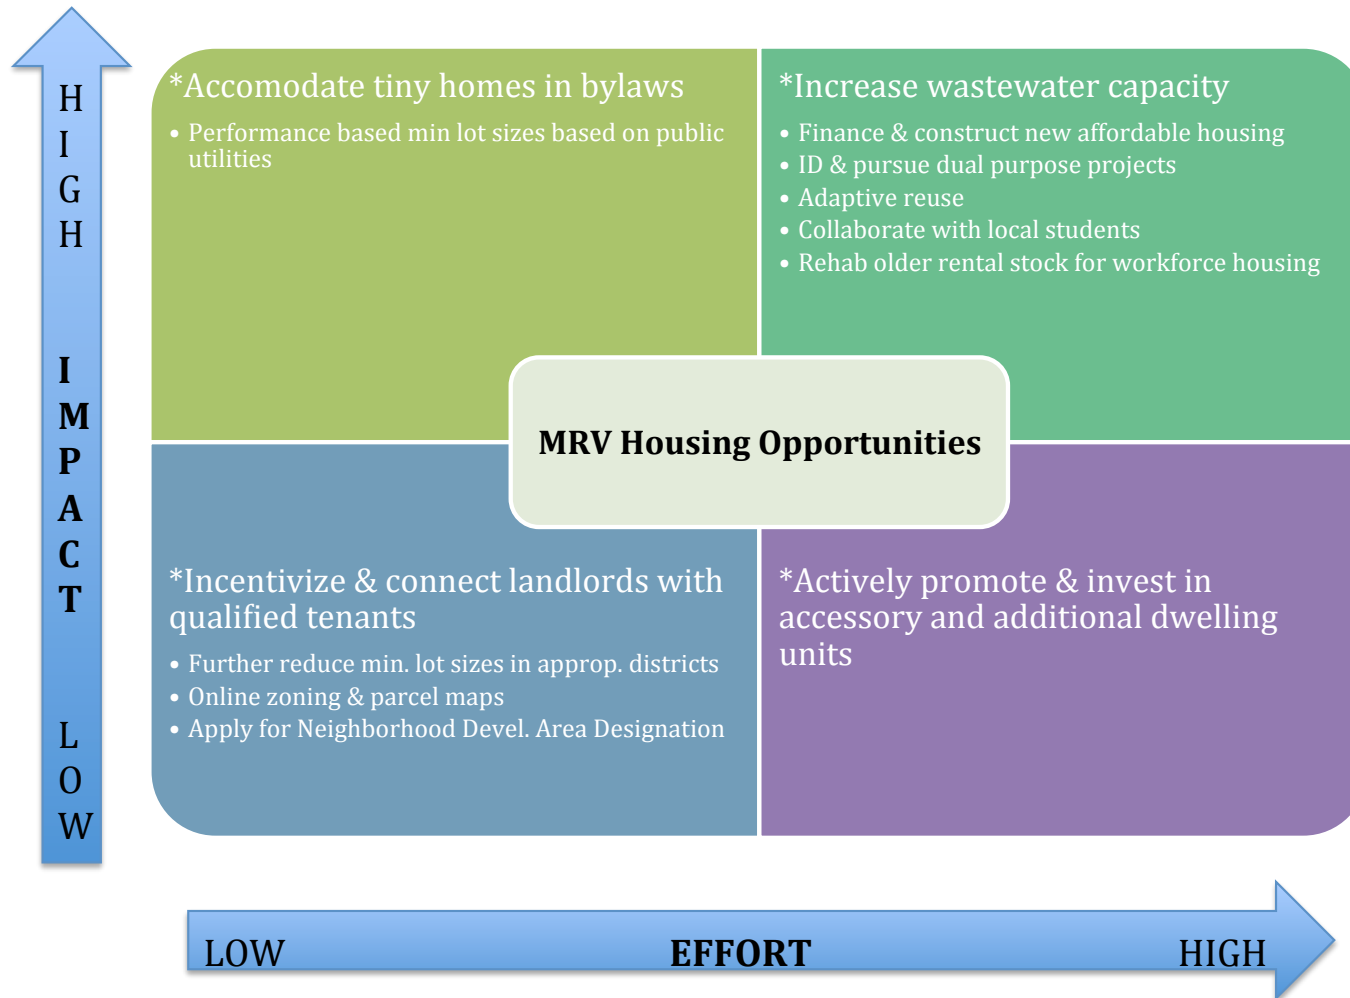 HIGH
IMPACT
LOW
*Accomodate tiny homes in bylaws
• Performance based min lot sizes based on public
utilities
*Increase wastewater capacity
• Finance & construct new affordable housing
• ID & pursue dual purpose projects
• Adaptive reuse
• Collaborate with local students
• Rehab older rental stock for workforce housing
MRV Housing Opportunities
*Incentivize & connect landlords with
qualified tenants
• Further reduce min. lot sizes in approp. districts
• Online zoning & parcel maps
• Apply for Neighborhood Devel. Area Designation
*Actively promote & invest in
accessory and additional dwelling
units
LOW EFFORT HIGH